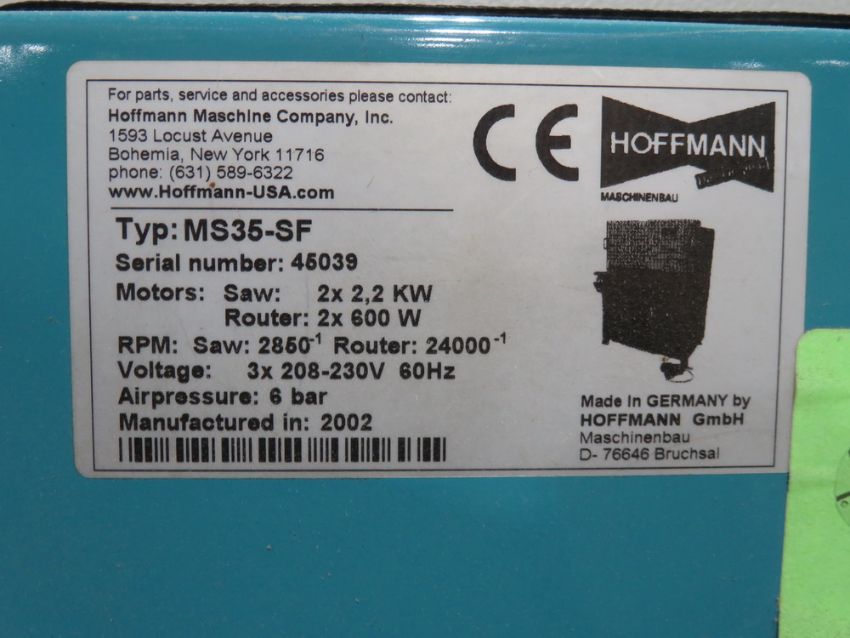 For parts, service and accessories please contact:
Hoffmann Maschine Company, Inc.
1593 Locust Avenue
Bohemia, New York 11716
phone: (631) 589-6322
www.Hoffmann-USA.com
CE
HOFFMANN
MASCHINENBAU
Typ: MS35-SF
Serial number: 45039
Motors: Saw: 2x 2,2 KW
Router: 2x 600 W
RPM: Saw: 2850⁻¹ Router: 24000⁻¹
Voltage: 3x 208-230V 60Hz
Airpressure: 6 bar
Manufactured in: 2002
Made In GERMANY by
HOFFMANN GmbH
Maschinenbau
D- 76646 Bruchsal